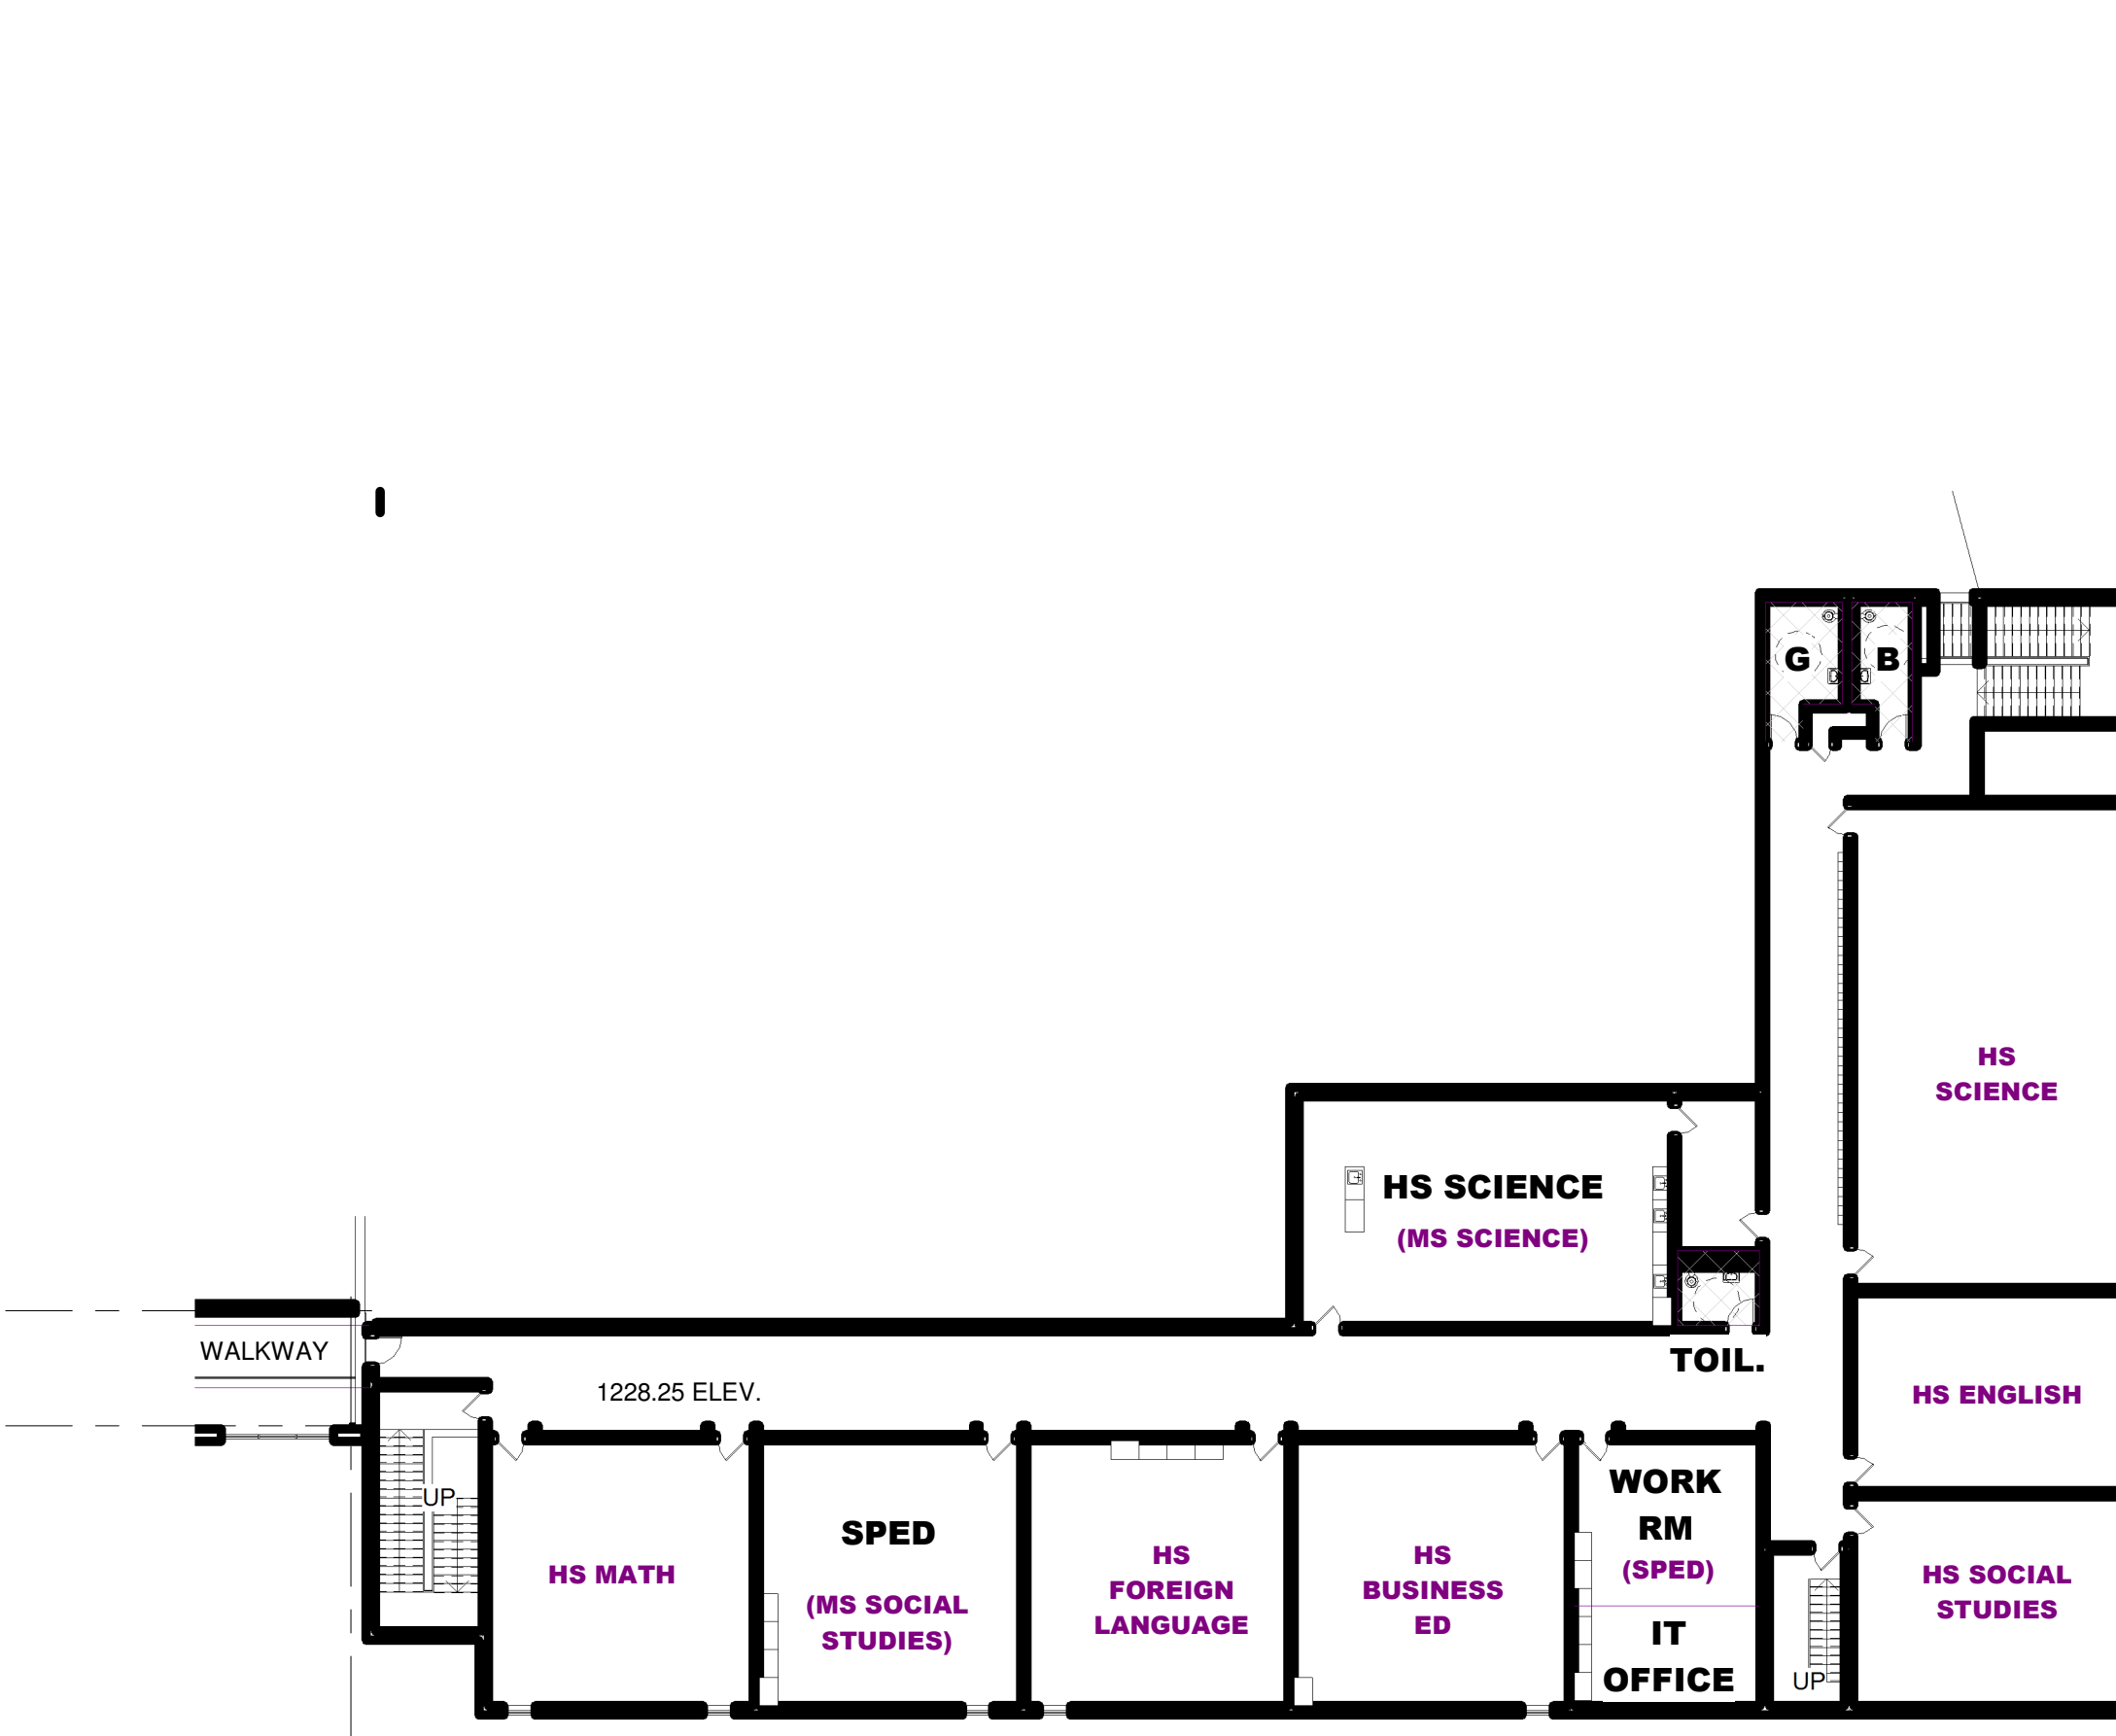 G
B
HS
SCIENCE
HS SCIENCE
(MS SCIENCE)
WALKWAY
TOIL.
1228.25 ELEV.
HS ENGLISH
UP
WORK
RM
(SPED)
SPED
HS MATH
(MS SOCIAL
STUDIES)
HS
FOREIGN
LANGUAGE
HS
BUSINESS
ED
IT
OFFICE
HS SOCIAL
STUDIES
UP